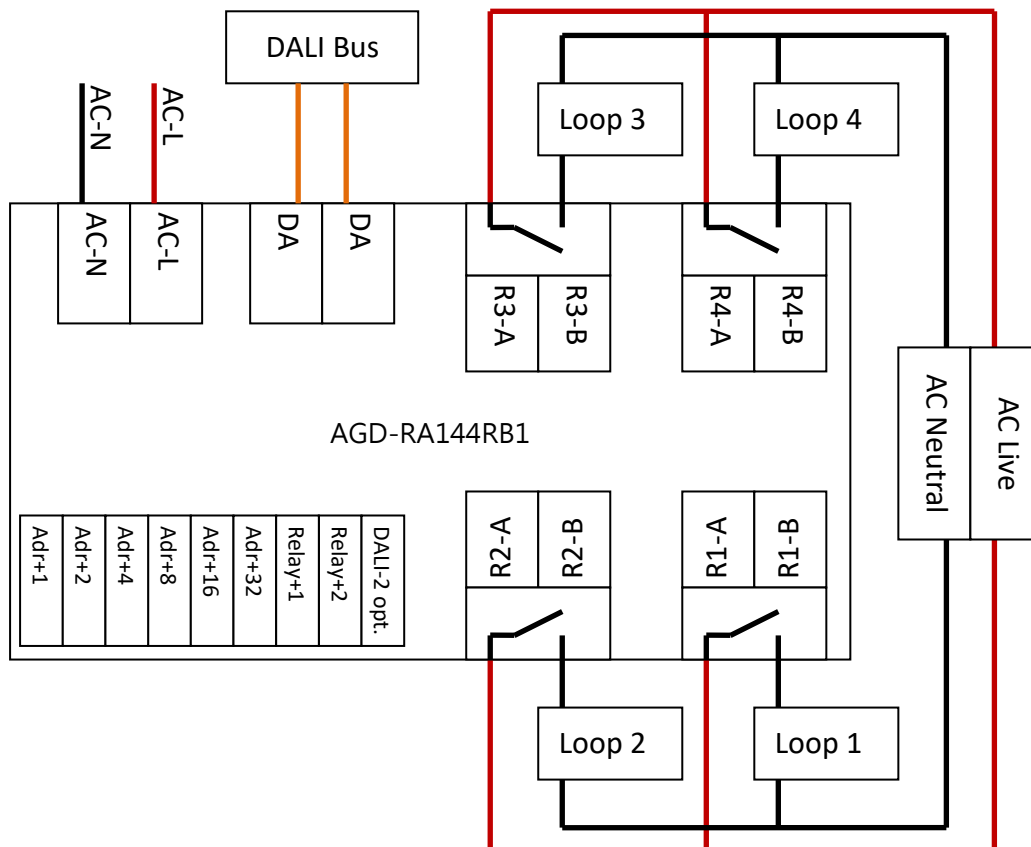 DALI Bus
AC-N
AC-L
Loop 3
Loop 4
AC-N
AC-L
DA
DA
R3-A
R3-B
R4-A
R4-B
AC Neutral
AC Live
AGD-RA144RB1
Adr+1
Adr+2
Adr+4
Adr+8
Adr+16
Adr+32
Relay+1
Relay+2
DALI-2 opt.
R2-A
R2-B
R1-A
R1-B
Loop 2
Loop 1